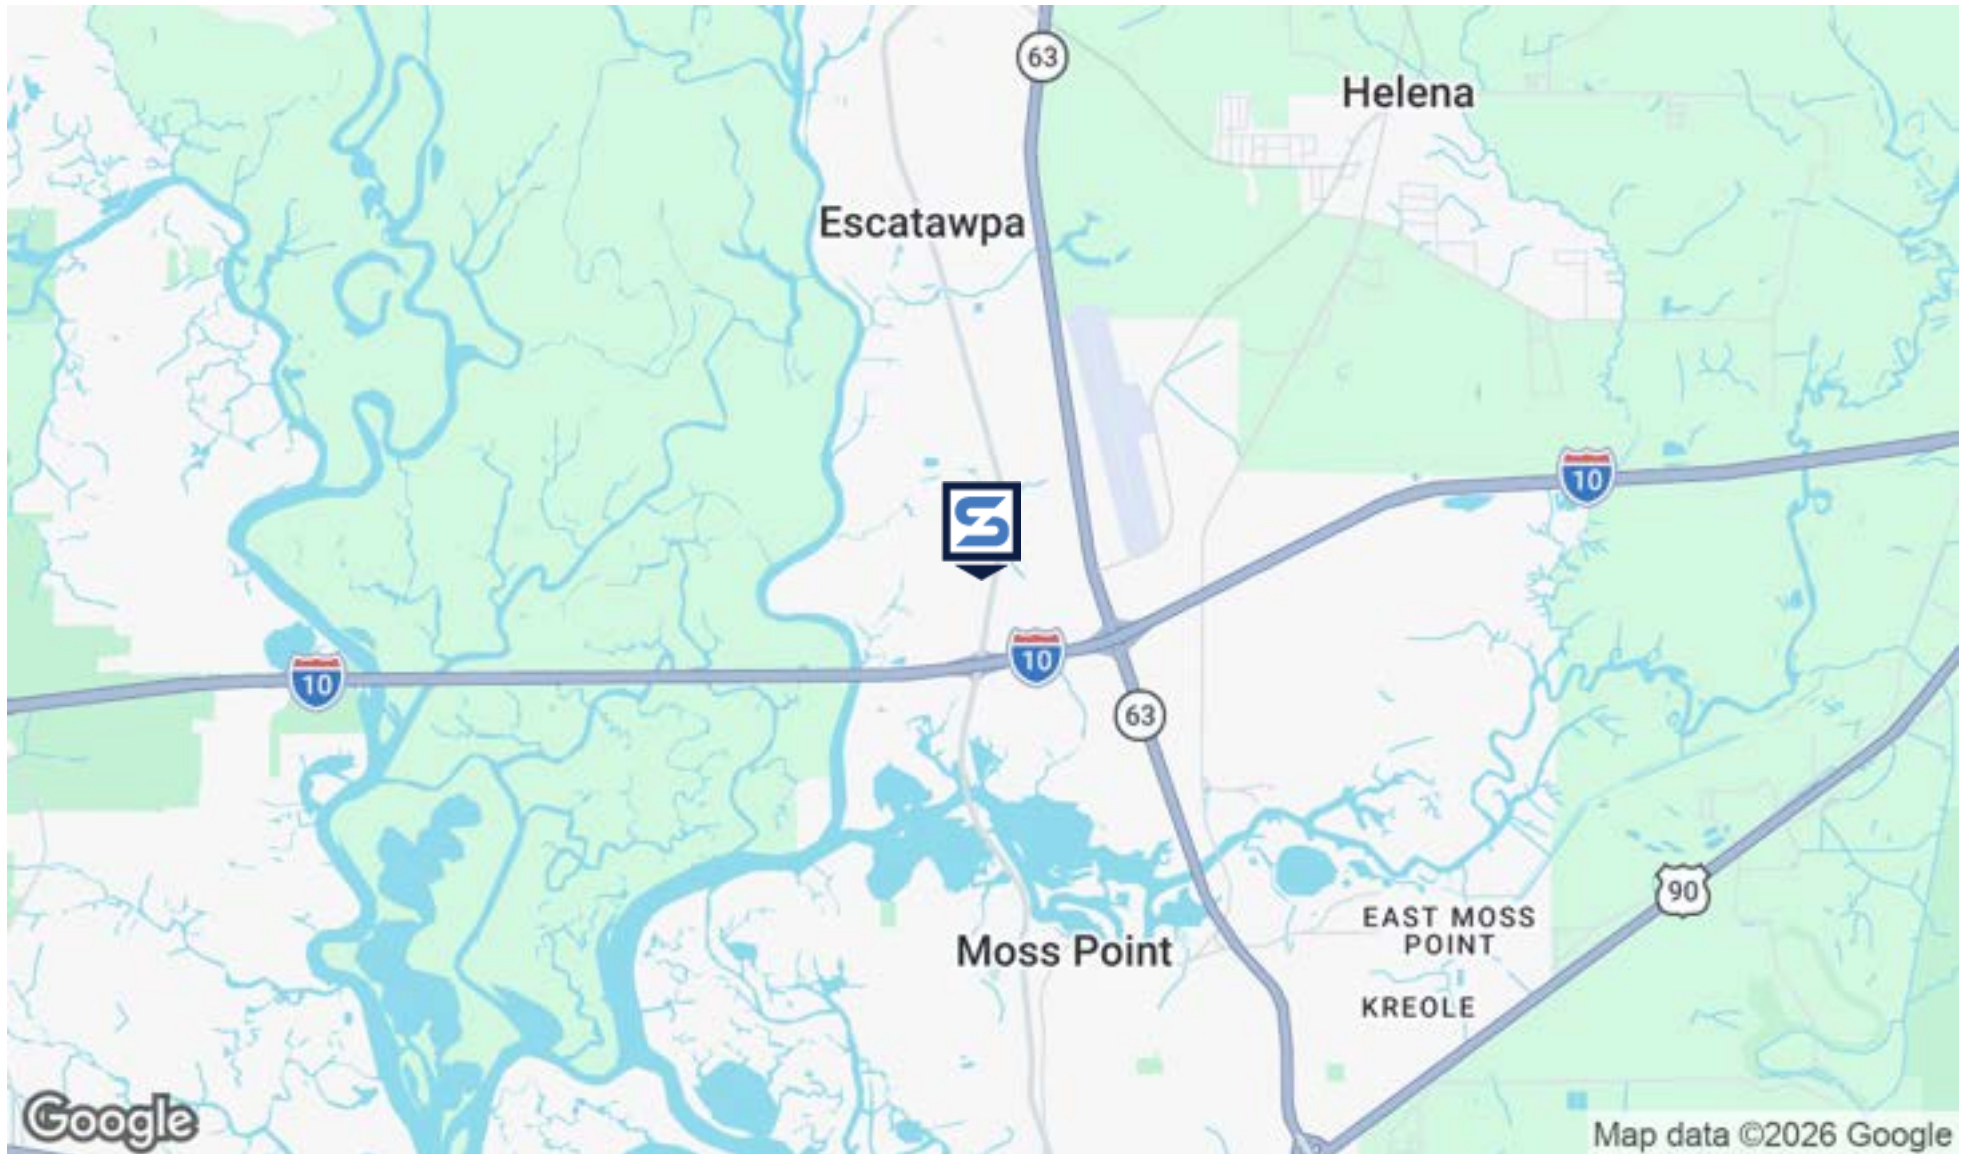 63
Helena
Escatawpa
10
10
10
63
90
EAST MOSS
POINT
Moss Point
KREOLE
Google
Map data ©2026 Google